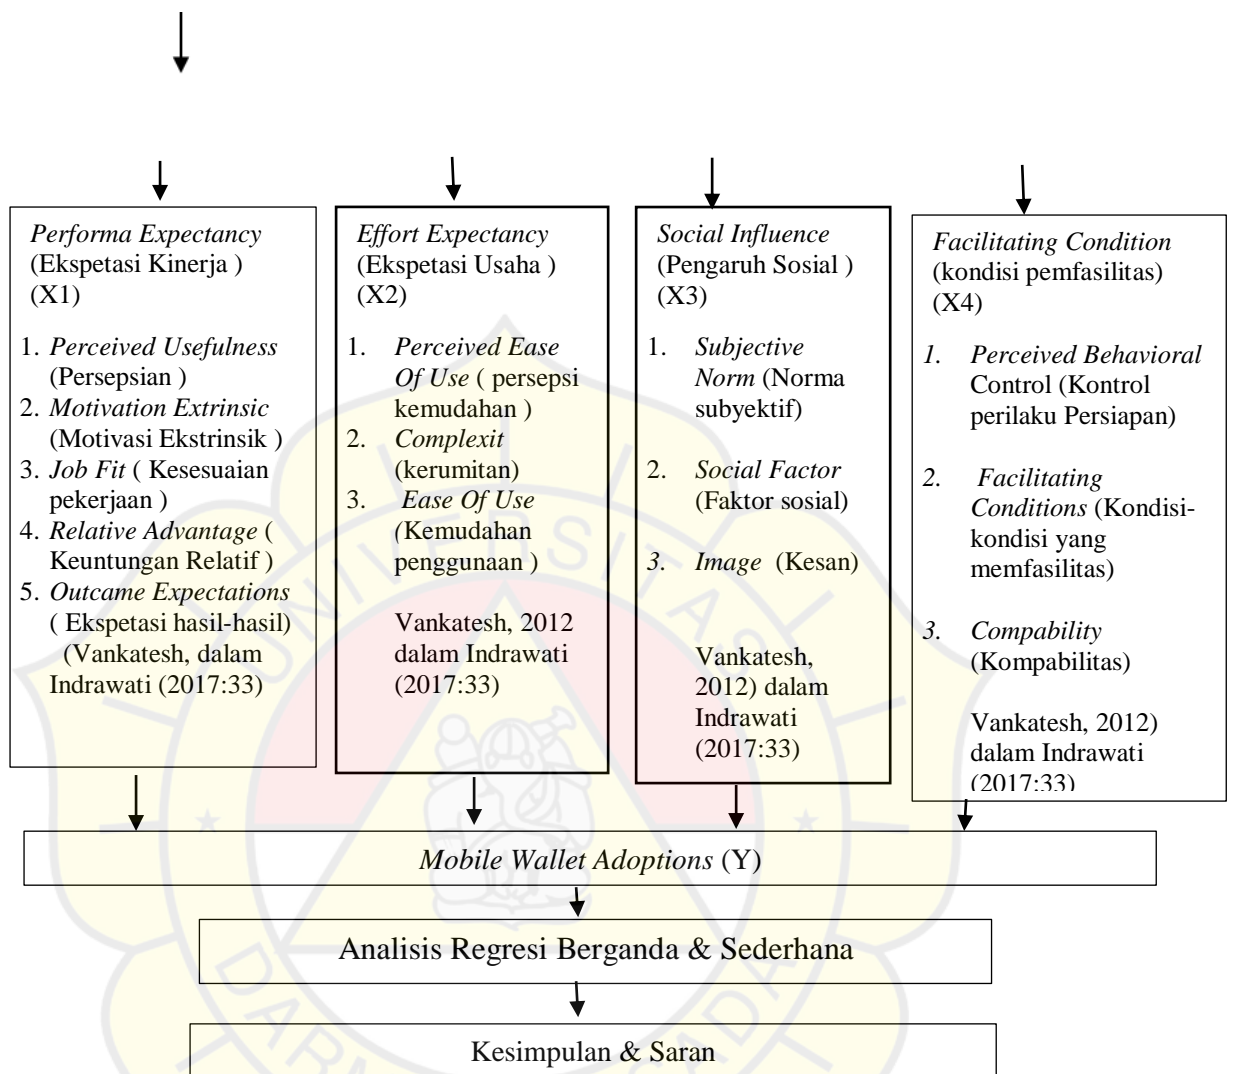 Performa Expectancy
(Ekspetasi Kinerja )
(X1)
1. Perceived Usefulness
(Persepsian )
2. Motivation Extrinsic
(Motivasi Ekstrinsik )
3. Job Fit ( Kesesuaian
pekerjaan )
4. Relative Advantage (
Keuntungan Relatif )
5. Outcome Expectations
( Ekspetasi hasil-hasil)
(Vankatesh, dalam
Indrawati (2017:33)
Effort Expectancy
(Ekspetasi Usaha )
(X2)
1. Perceived Ease
Of Use ( persepsi
kemudahan )
2. Complexit
(kerumitan)
3. Ease Of Use
(Kemudahan
penggunaan )
Vankatesh, 2012
dalam Indrawati
(2017:33)
Social Influence
(Pengaruh Sosial )
(X3)
1. Subjective
Norm (Norma
subyektif)
2. Social Factor
(Faktor sosial)
3. Image (Kesan)
Vankatesh,
2012) dalam
Indrawati
(2017:33)
Facilitating Condition
(kondisi pemfasilitas)
(X4)
1. Perceived Behavioral
Control (Kontrol
perilaku Persiapan)
2. Facilitating
Conditions (Kondisi-
kondisi yang
memfasilitas)
3. Compability
(Kompabilitas)
Vankatesh, 2012)
dalam Indrawati
(2017:33)
Mobile Wallet Adoptions (Y)
Analisis Regresi Berganda & Sederhana
Kesimpulan & Saran
UNIVERSITAS